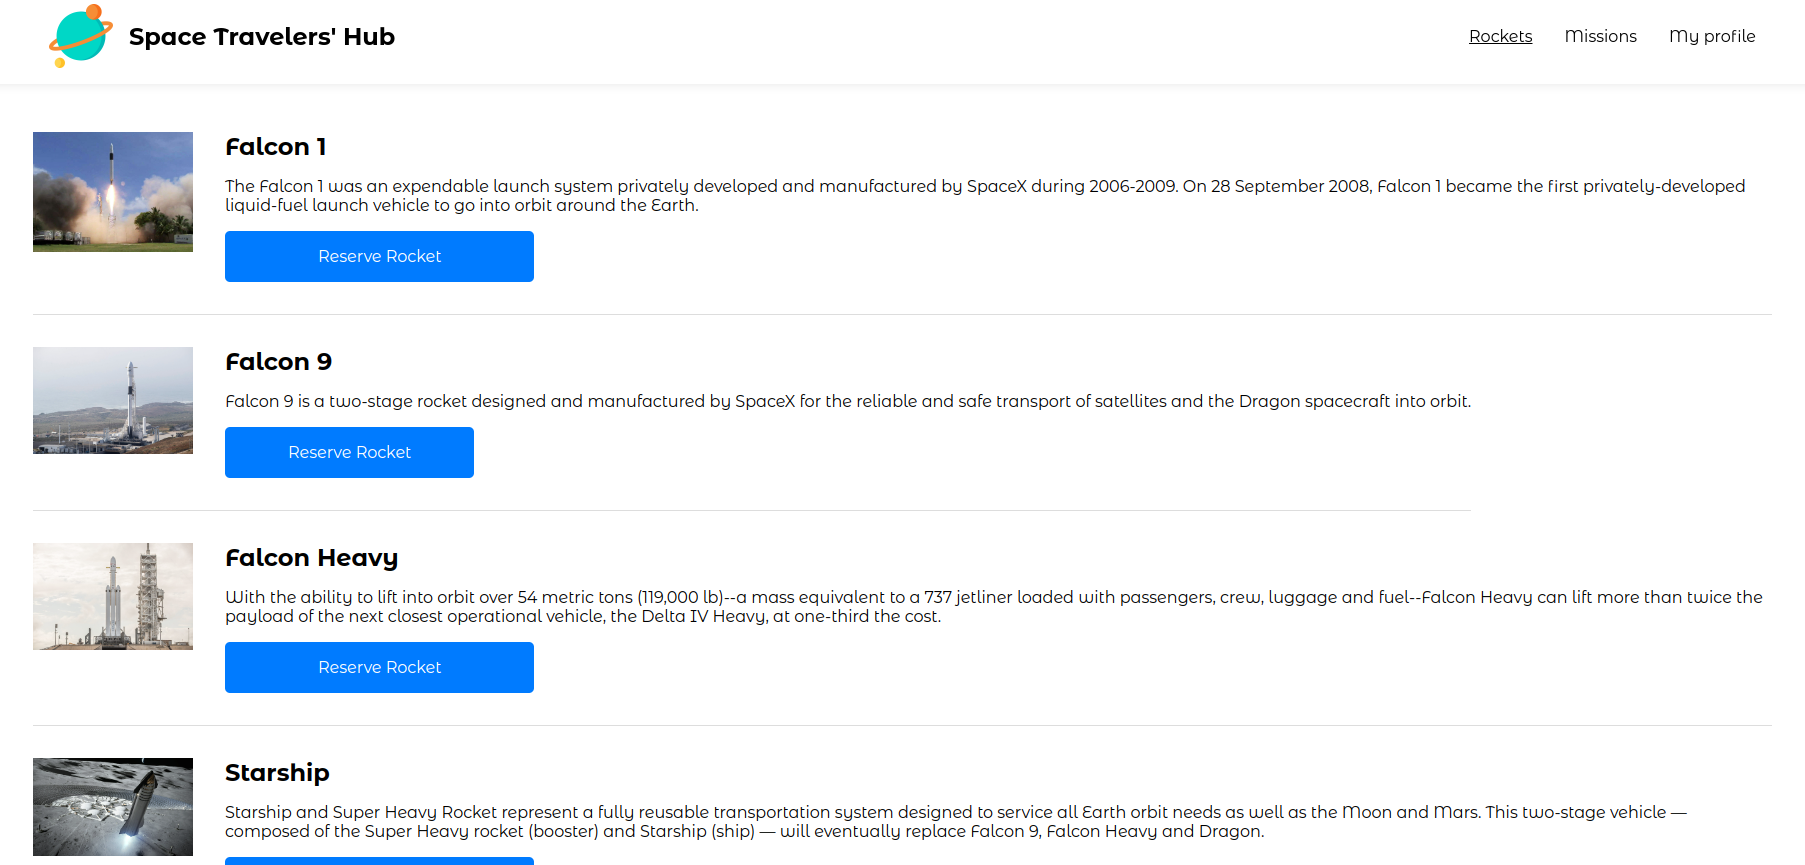 Space Travelers' Hub
Rockets
Missions
My profile
Falcon 1
The Falcon 1 was an expendable launch system privately developed and manufactured by SpaceX during 2006-2009. On 28 September 2008, Falcon 1 became the first privately-developed
liquid-fuel launch vehicle to go into orbit around the Earth.
Reserve Rocket
Falcon 9
Falcon 9 is a two-stage rocket designed and manufactured by SpaceX for the reliable and safe transport of satellites and the Dragon spacecraft into orbit.
Reserve Rocket
Falcon Heavy
With the ability to lift into orbit over 54 metric tons (119,000 lb)--a mass equivalent to a 737 jetliner loaded with passengers, crew, luggage and fuel--Falcon Heavy can lift more than twice the
payload of the next closest operational vehicle, the Delta IV Heavy, at one-third the cost.
Reserve Rocket
Starship
Starship and Super Heavy Rocket represent a fully reusable transportation system designed to service all Earth orbit needs as well as the Moon and Mars. This two-stage vehicle —
composed of the Super Heavy rocket (booster) and Starship (ship) — will eventually replace Falcon 9, Falcon Heavy and Dragon.